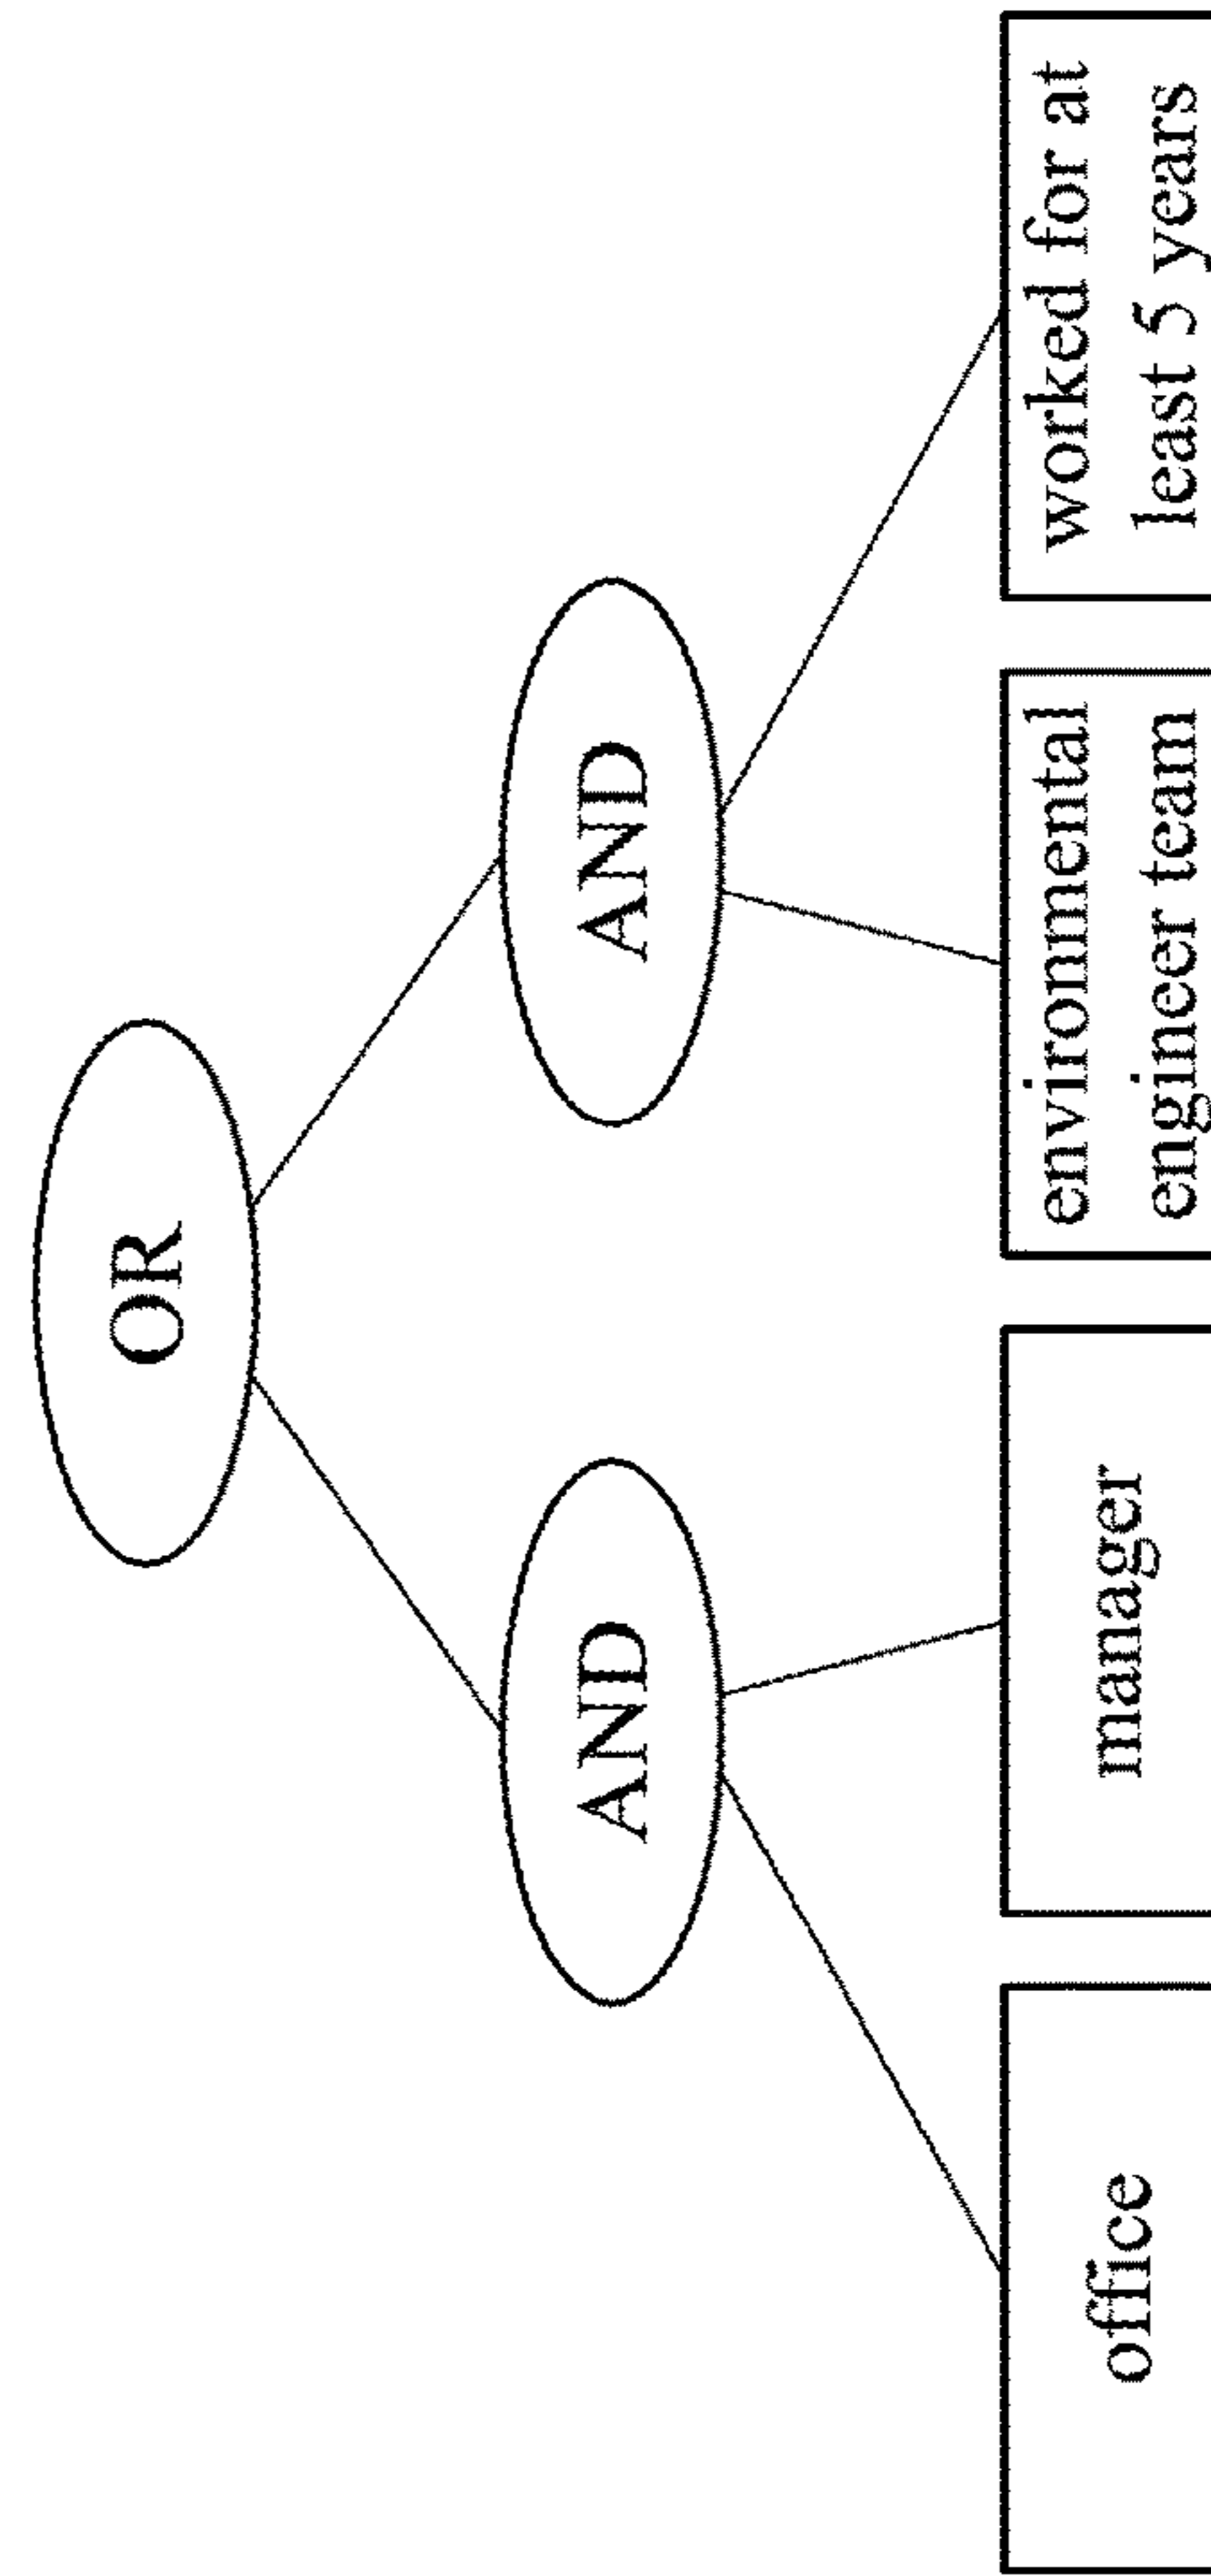 OR
AND
AND
office
manager
environmental
engineer team
worked for at
least 5 years